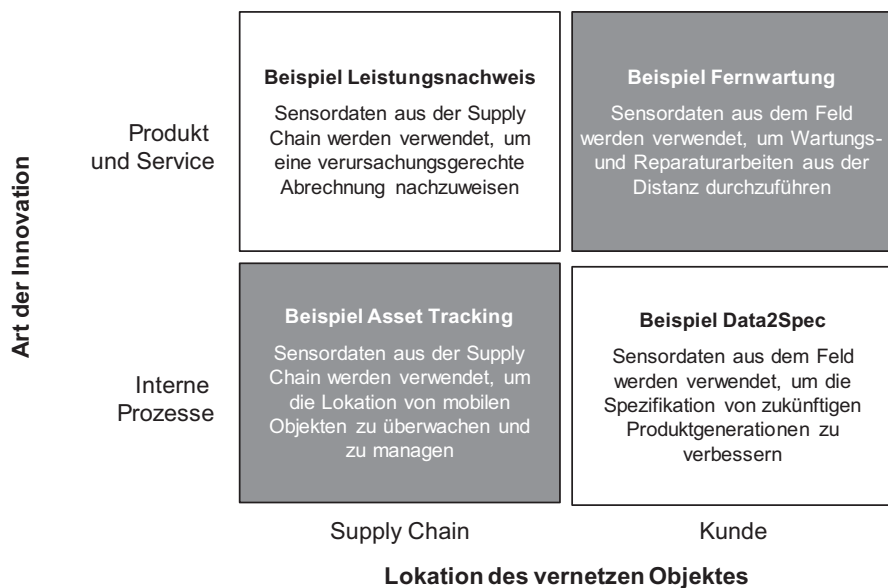 Art der Innovation
Produkt
und Service
Beispiel Leistungsnachweis
Sensordaten aus der Supply
Chain werden verwendet, um
eine verursachungsgerechte
Abrechnung nachzuweisen
Beispiel Fernwartung
Sensordaten aus dem Feld
werden verwendet, um Wartungs-
und Reparaturarbeiten aus der
Distanz durchzuführen
Interne
Prozesse
Beispiel Asset Tracking
Sensordaten aus der Supply
Chain werden verwendet, um
die Lokation von mobilen
Objekten zu überwachen und
zu managen
Beispiel Data2Spec
Sensordaten aus dem Feld
werden verwendet, um die
Spezifikation von zukünftigen
Produktgenerationen zu
verbessern
Supply Chain
Kunde
Lokation des vernetzen Objektes